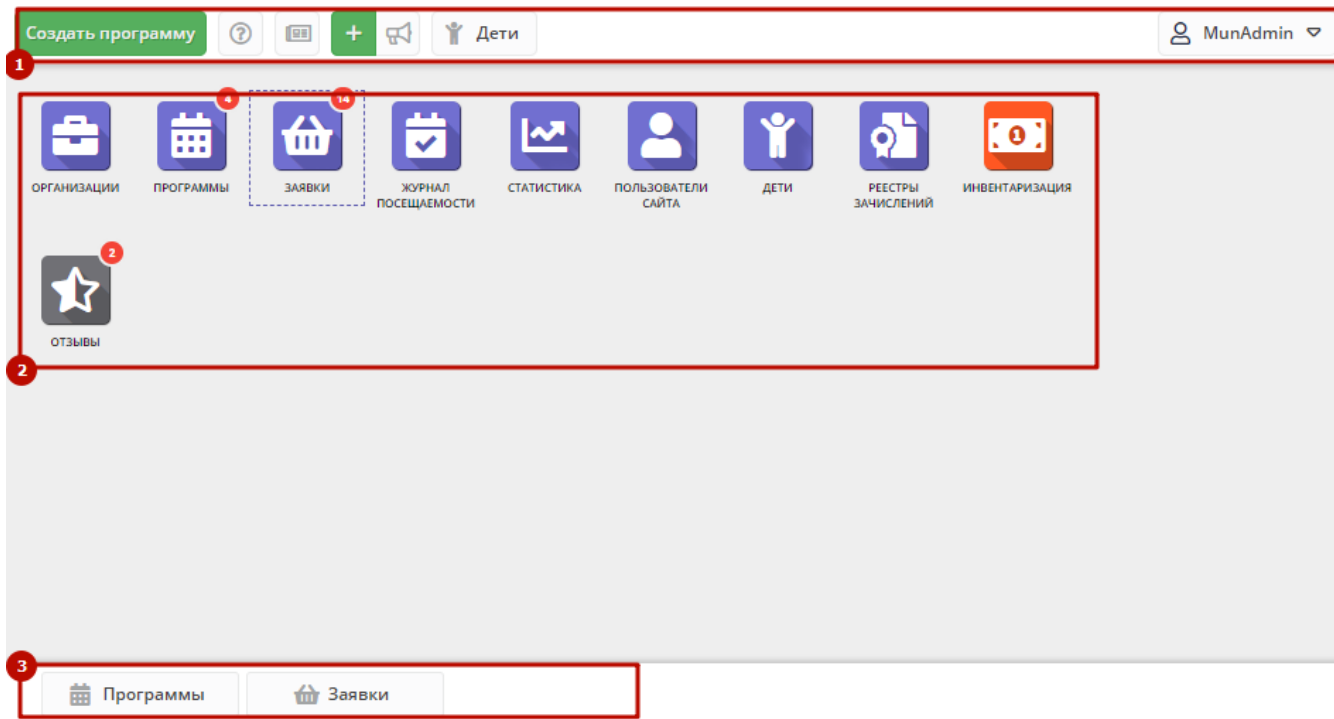 Создать программу + Дети MunAdmin
1
4 14
1
ОРГАНИЗАЦИИ ПРОГРАММЫ ЗАЯВКИ ЖУРНАЛ СТАТИСТИКА ПОЛЬЗОВАТЕЛИ ДЕТИ РЕЕСТРЫ ИНВЕНТАРИЗАЦИЯ
ПОСЕЩАЕМОСТИ САЙТА ЗАЧИСЛЕНИЙ
2
ОТЗЫВЫ
2
3
Программы Заявки